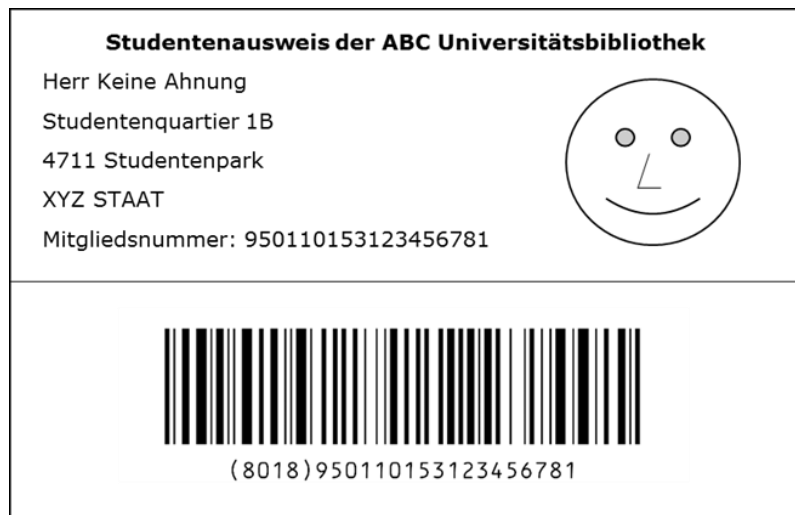 Studentenausweis der ABC Universitätsbibliothek
Herr Keine Ahnung
Studentenquartier 1B
4711 Studentenpark
XYZ STAAT
Mitgliedsnummer: 950110153123456781
(8018)950110153123456781